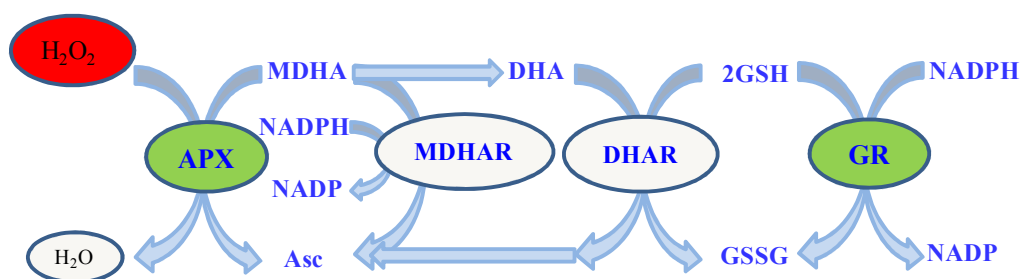 H₂O₂
MDHA
DHA
2GSH
NADPH
NADPH
APX
MDHAR
DHAR
GR
NADP
H₂O
Asc
GSSG
NADP